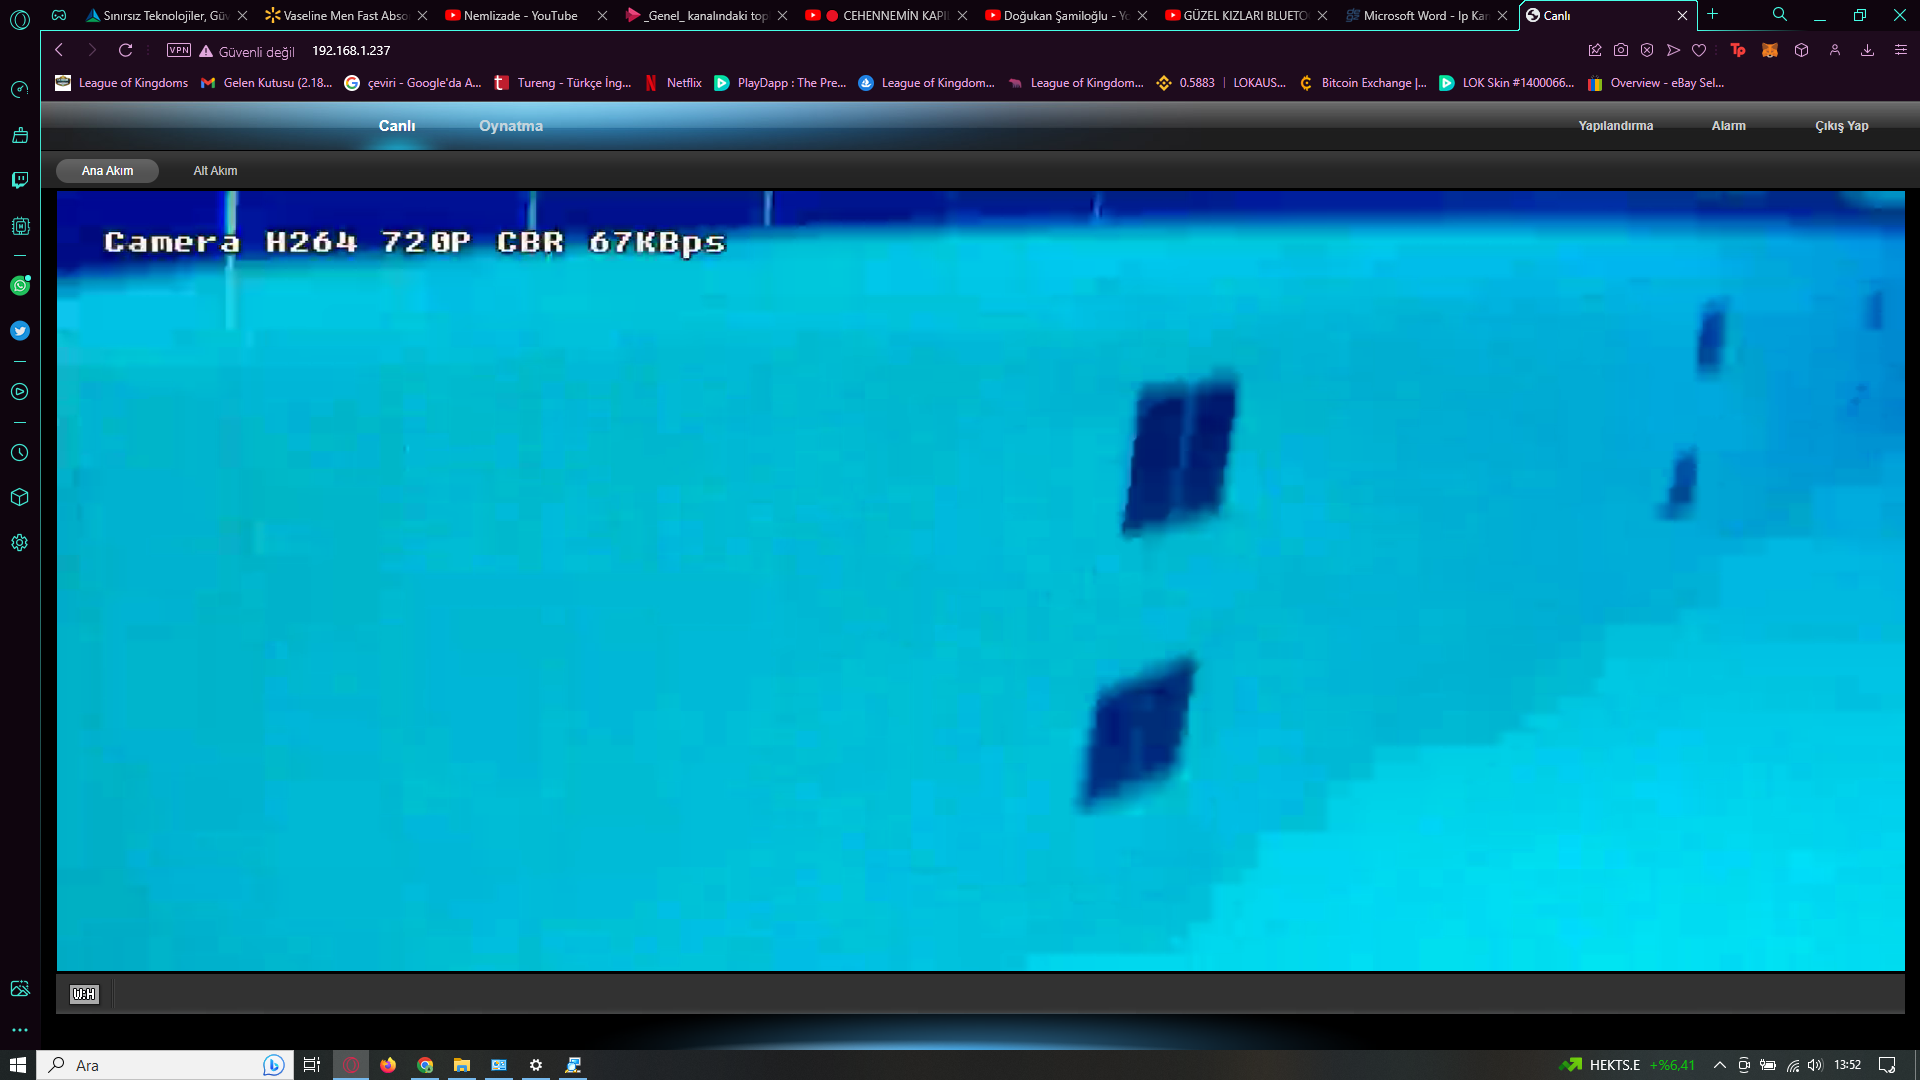 Sınırsız Teknolojiler, Gü
Vaseline Men Fast Abso
Nemlizade - YouTube
_Genel_ kanalındaki top
CEHENNEMİN KAPI
Doğukan Şamiloğlu - Yo
GÜZEL KIZLARI BLUETO
Microsoft Word - Ip Kar
Canlı
VPN
Güvenli değil
192.168.1.237
League of Kingdoms
Gelen Kutusu (2.18...
çeviri - Google'da A...
Tureng - Türkçe İng...
Netflix
PlayDapp : The Pre...
League of Kingdom...
League of Kingdom...
0.5883 | LOKAUS...
Bitcoin Exchange |...
LOK Skin #1400066...
Overview - eBay Sel...
Canlı
Oynatma
Yapılandırma
Alarm
Çıkış Yap
Ana Akım
Alt Akım
Camera H264 720P CBR 67KBps
W:H
Ara
HEKTS.E
+%6,41
13:52